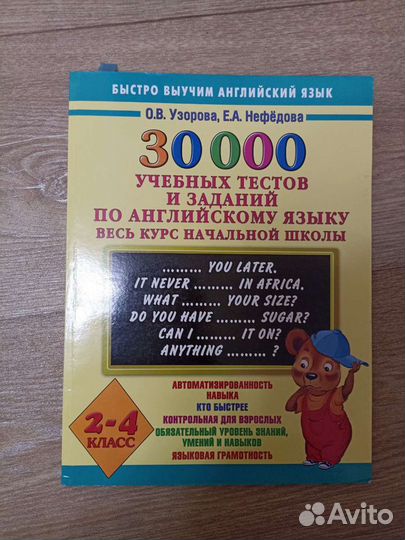 БЫСТРО ВЫУЧИМ АНГЛИЙСКИЙ ЯЗЫК
О.В. Узорова, Е.А. Нефёдова
30 000
УЧЕБНЫХ ТЕСТОВ
И ЗАДАНИЙ
ПО АНГЛИЙСКОМУ ЯЗЫКУ
ВЕСЬ КУРС НАЧАЛЬНОЙ ШКОЛЫ
......... YOU LATER.
IT NEVER ......... IN AFRICA.
WHAT ......... YOUR SIZE?
DO YOU HAVE ......... SUGAR?
CAN I ......... IT ON?
ANYTHING ......... ?
АВТОМАТИЗИРОВАННОСТЬ
НАВЫКА
КТО БЫСТРЕЕ
КОНТРОЛЬНАЯ ДЛЯ ВЗРОСЛЫХ
ОБЯЗАТЕЛЬНЫЙ УРОВЕНЬ ЗНАНИЙ,
УМЕНИЙ И НАВЫКОВ
ЯЗЫКОВАЯ ГРАМОТНОСТЬ
2-4
КЛАСС
Avito